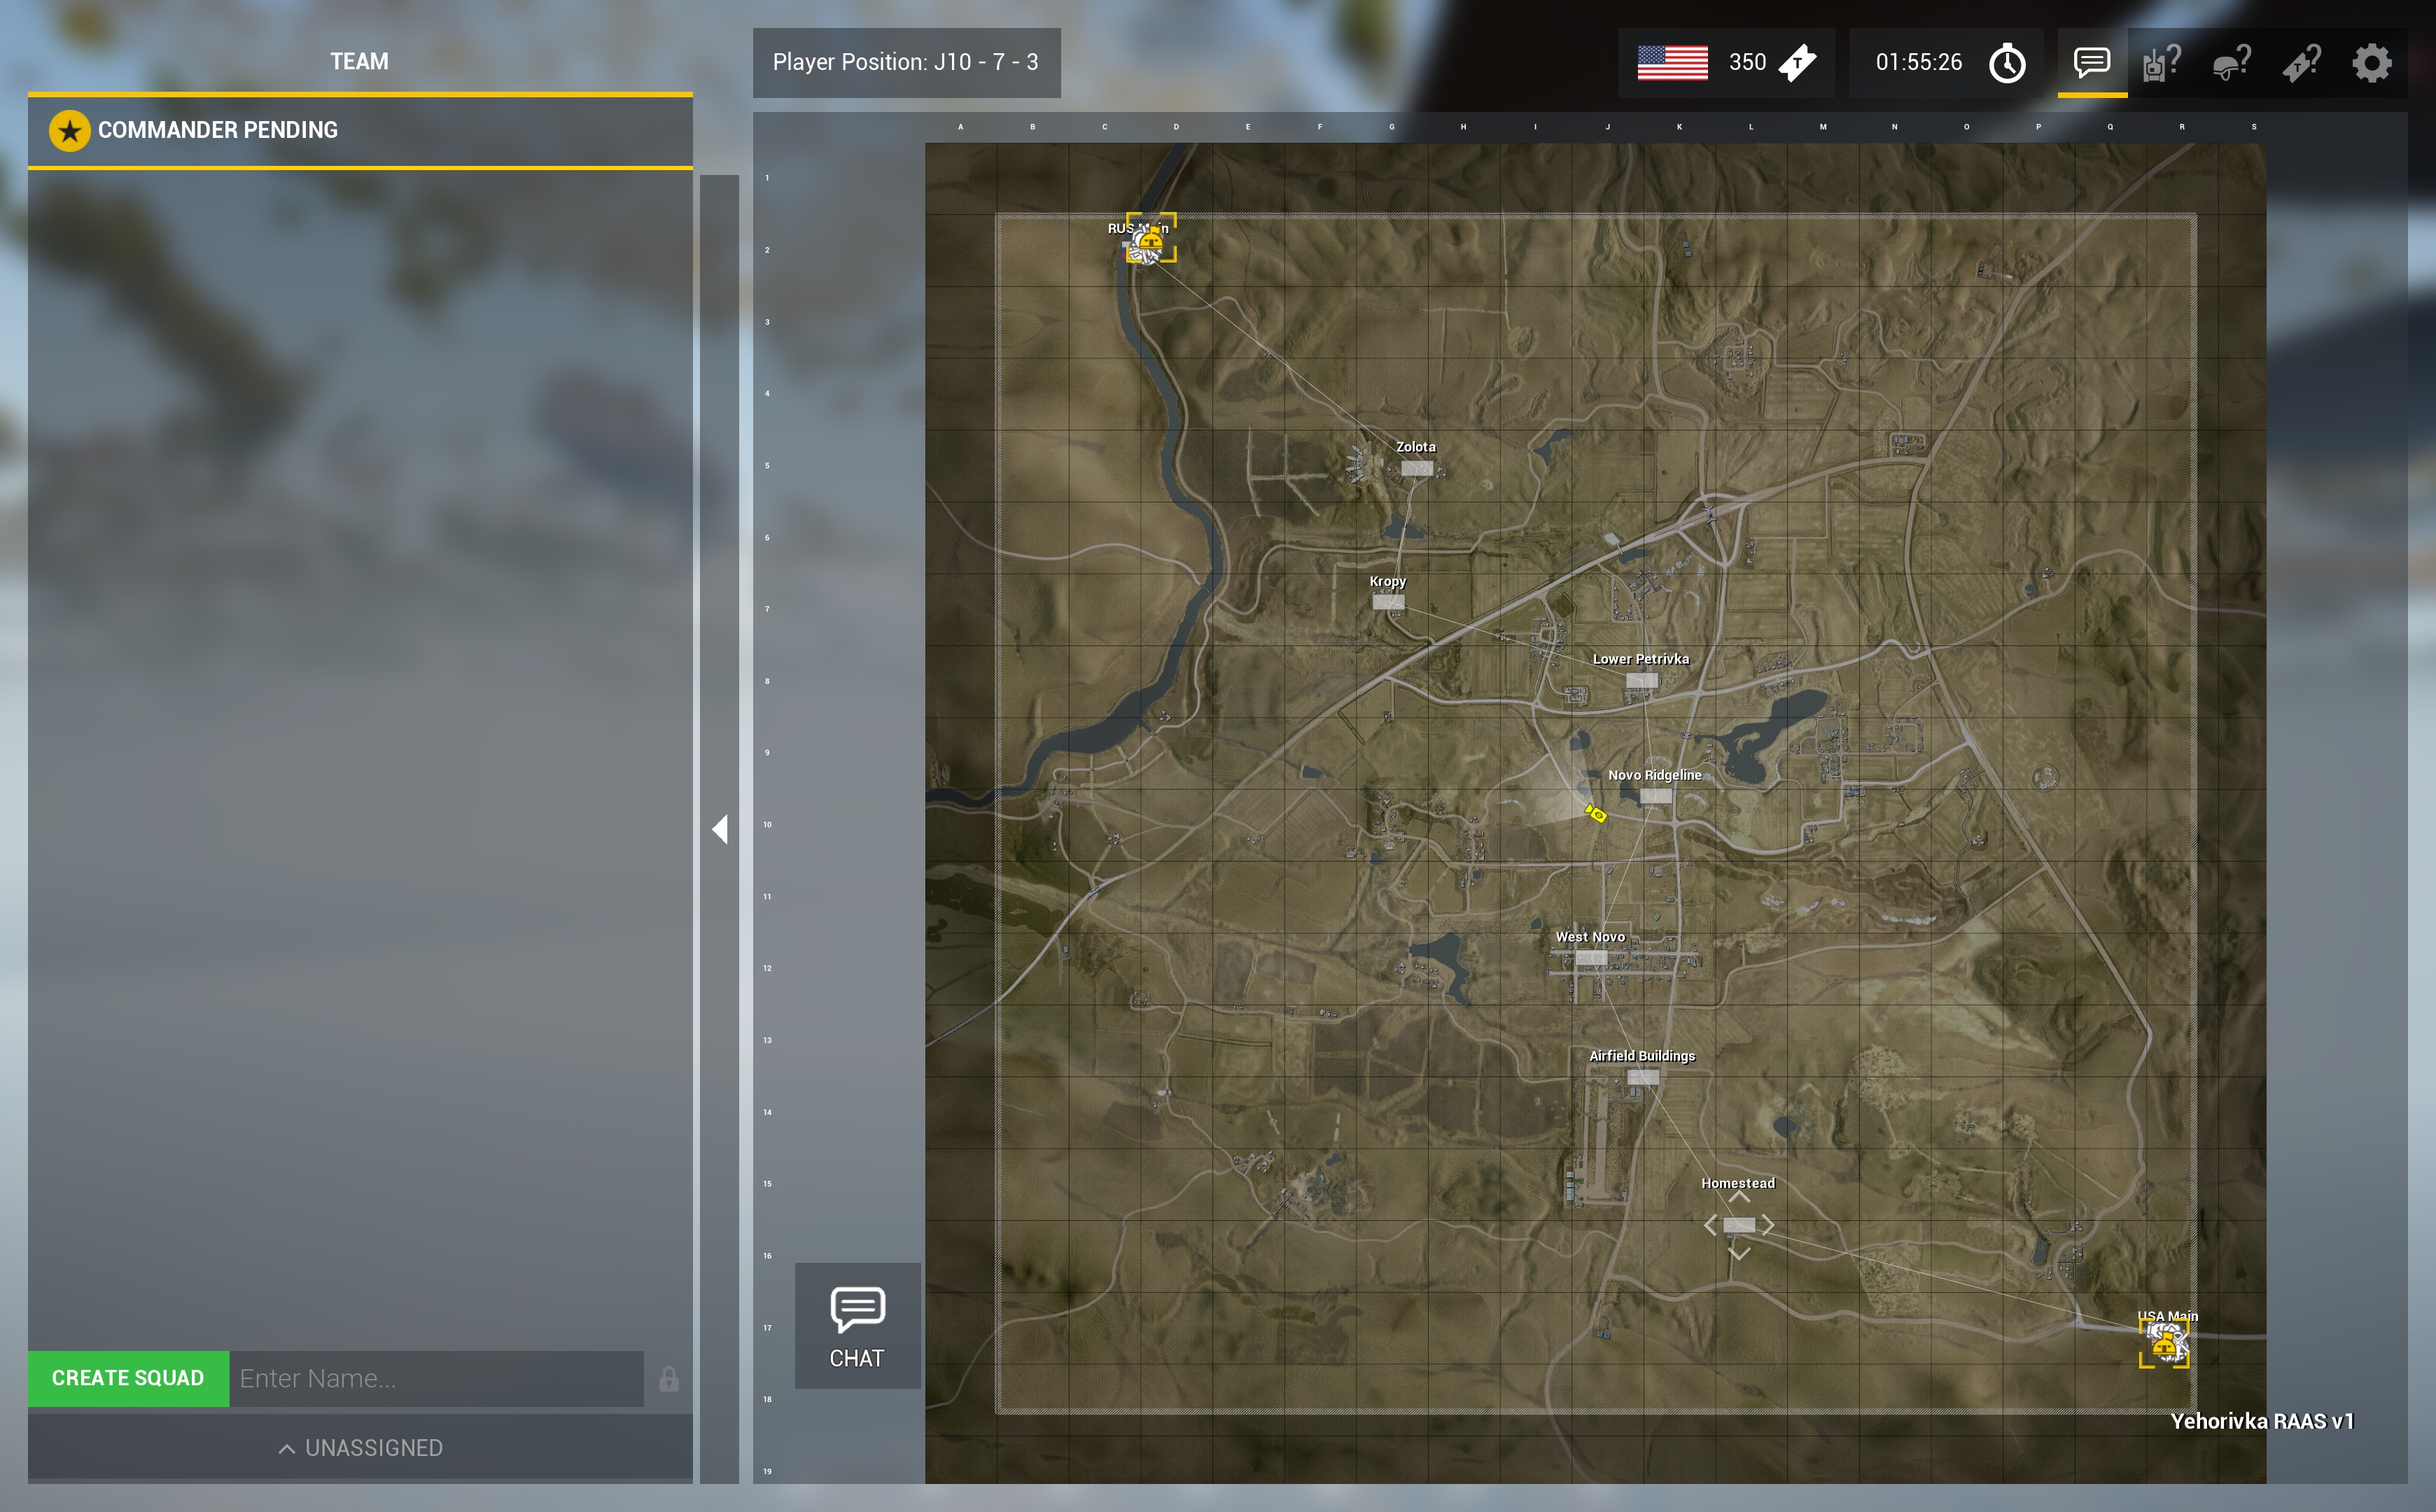 TEAM
Player Position: J10 - 7 - 3
350
T
01:55:26
?
?
T ?
COMMANDER PENDING
A B C D E F G H I J K L M N O P Q R S
1
2
3
4
5
6
7
8
9
10
11
12
13
14
15
16
17
18
19
Zolota
Kropy
Lower Petrivka
Novo Ridgeline
West Novo
Airfield Buildings
Homestead
USA Main
CHAT
CREATE SQUAD
Enter Name...
UNASSIGNED
Yehorivka RAAS v1